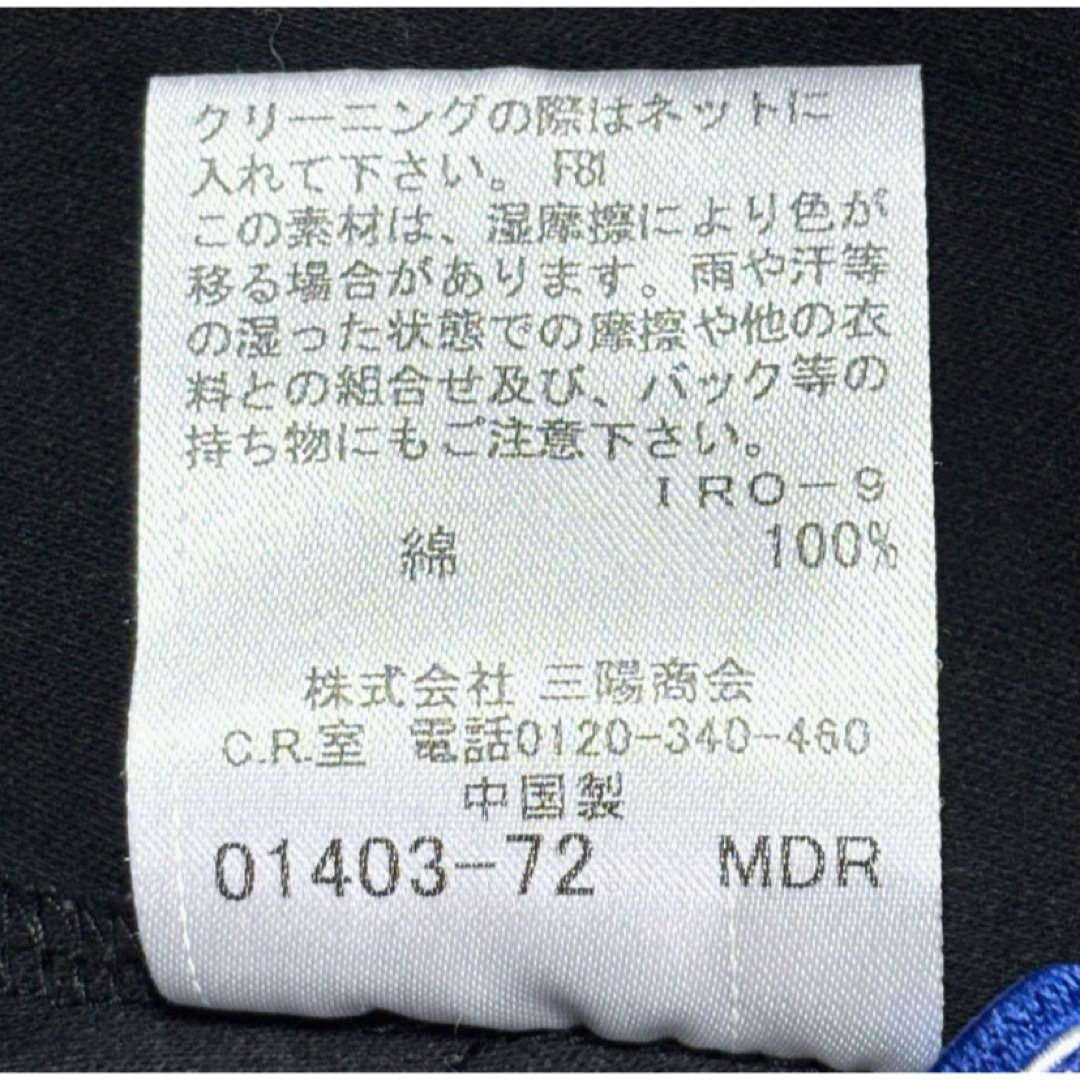 クリーニングの際はネットに
入れて下さい。 F81
この素材は、湿摩擦により色が
移る場合があります。雨や汗等
の湿った状態での摩擦や他の衣
料との組合せ及び、バック等の
持ち物にもご注意下さい。
IRO-9
綿 100%
株式会社 三陽商会
C.R.室 電話0120-340-460
中国製
01403-72 MDR